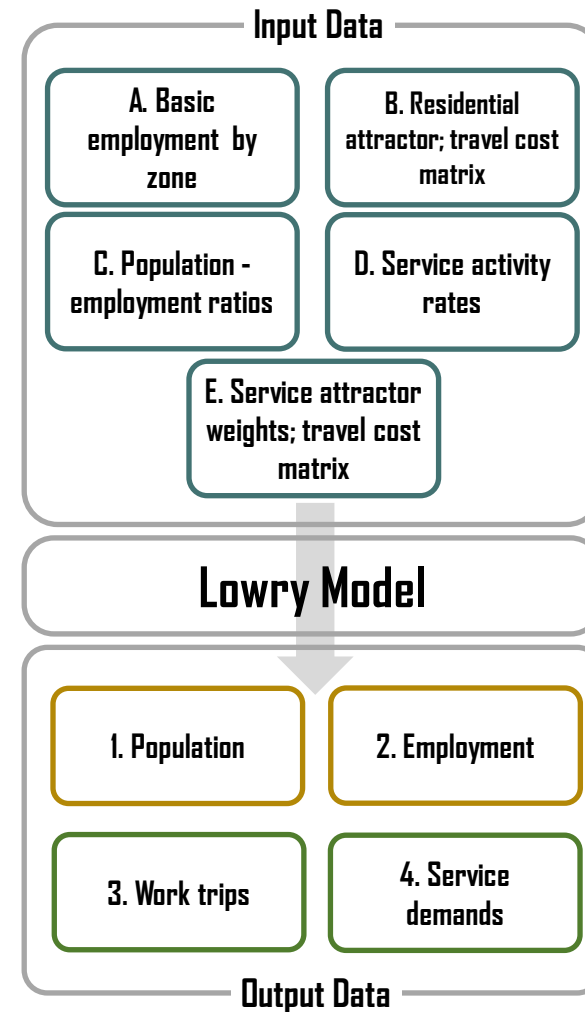 Input Data
A. Basic
employment by
zone
B. Residential
attractor; travel cost
matrix
C. Population -
employment ratios
D. Service activity
rates
E. Service attractor
weights; travel cost
matrix
Lowry Model
1. Population
2. Employment
3. Work trips
4. Service
demands
Output Data